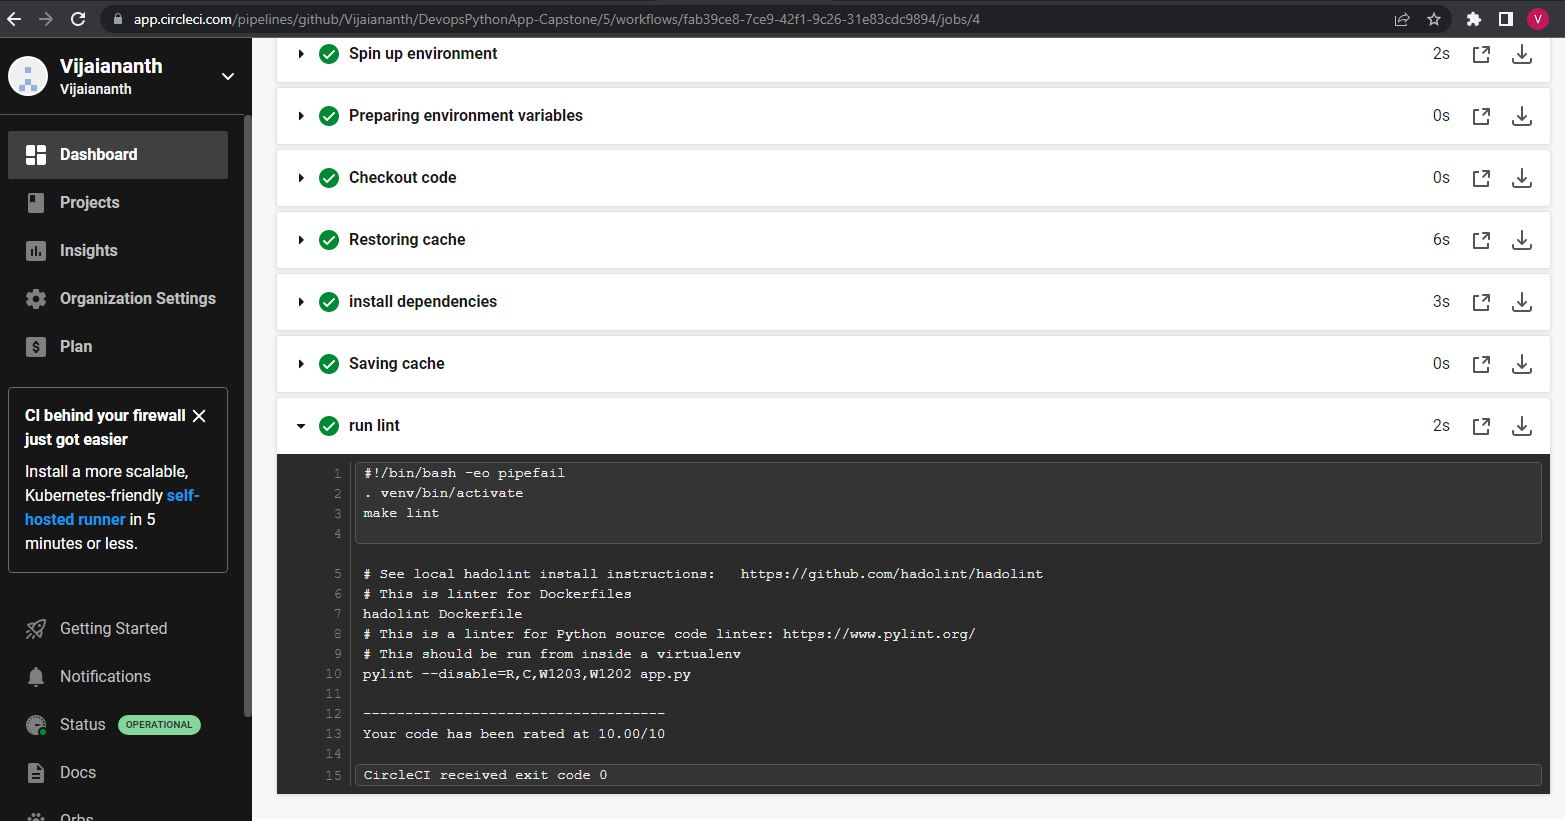 app.circleci.com/pipelines/github/Vijaiananth/DevopsPythonApp-Capstone/5/workflows/fab39ce8-7ce9-42f1-9c26-31e83cdc9894/jobs/4
V
Vijaiananth
Vijaiananth
Dashboard
Projects
Insights
Organization Settings
Plan
CI behind your firewall
just got easier
Install a more scalable,
Kubernetes-friendly self-
hosted runner in 5
minutes or less.
Getting Started
Notifications
Status OPERATIONAL
Docs
Orbs
Spin up environment 2s
Preparing environment variables 0s
Checkout code 0s
Restoring cache 6s
install dependencies 3s
Saving cache 0s
run lint 2s
1 #!/bin/bash -eo pipefail
2 . venv/bin/activate
3 make lint
4
5 # See local hadolint install instructions:   https://github.com/hadolint/hadolint
6 # This is linter for Dockerfiles
7 hadolint Dockerfile
8 # This is a linter for Python source code linter: https://www.pylint.org/
9 # This should be run from inside a virtualenv
10 pylint --disable=R,C,W1203,W1202 app.py
11
12 ------------------------------------
13 Your code has been rated at 10.00/10
14
15 CircleCI received exit code 0